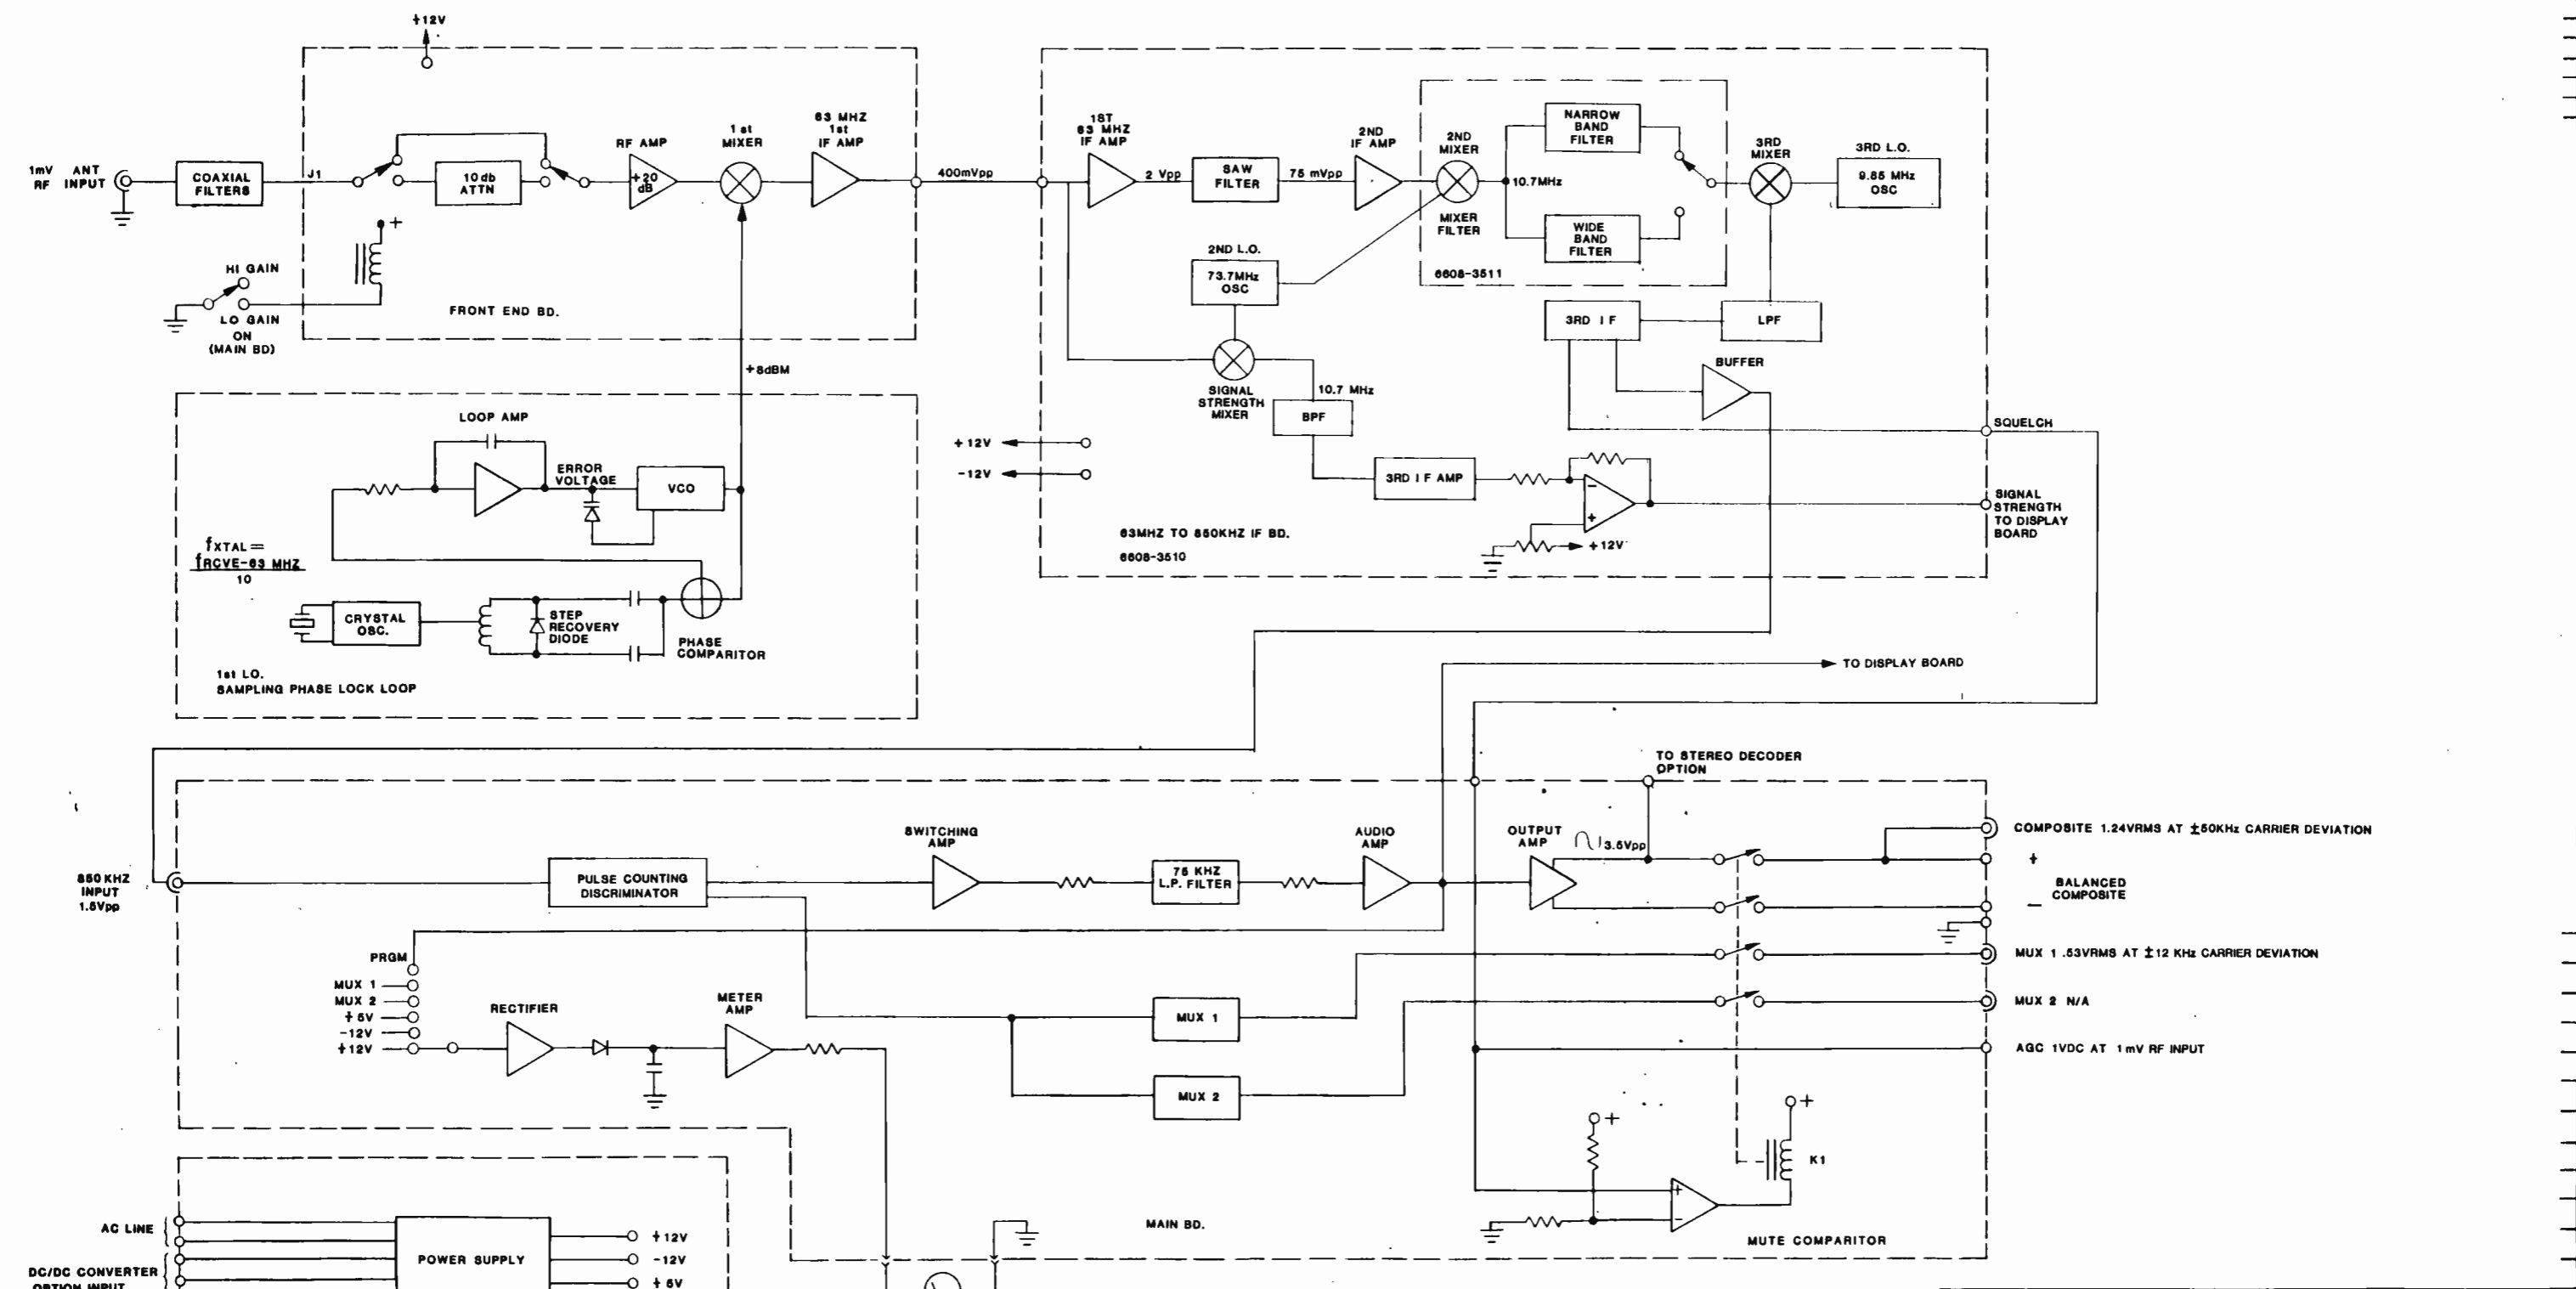 +12V
1mV
RF
ANT
INPUT
COAXIAL
FILTERS
J1
10db
ATTN
RF AMP
+20
dB
1st
MIXER
63 MHZ
1st
IF AMP
400mVpp
+
HI GAIN
LO GAIN
ON
(MAIN BD)
FRONT END BD.
+8dBM
1ST
63 MHZ
IF AMP
2 Vpp
SAW
FILTER
75 mVpp
2ND
IF AMP
2ND
MIXER
MIXER
FILTER
10.7MHz
NARROW
BAND
FILTER
WIDE
BAND
FILTER
6608-3511
3RD
MIXER
3RD L.O.
9.85 MHz
OSC
2ND L.O.
73.7MHz
OSC
3RD IF
LPF
BUFFER
SIGNAL
STRENGTH
MIXER
10.7 MHz
BPF
+12V
-12V
3RD IF AMP
-
+
+12V
SQUELCH
SIGNAL
STRENGTH
TO DISPLAY
BOARD
63MHZ TO 850KHZ IF BD.
6608-3510
LOOP AMP
ERROR
VOLTAGE
VCO
fXTAL=
fRCVE-63 MHZ
10
CRYSTAL
OSC.
STEP
RECOVERY
DIODE
PHASE
COMPARITOR
1st LO.
SAMPLING PHASE LOCK LOOP
TO DISPLAY BOARD
TO STEREO DECODER
OPTION
850 KHZ
INPUT
1.5Vpp
PULSE COUNTING
DISCRIMINATOR
SWITCHING
AMP
75 KHZ
L.P. FILTER
AUDIO
AMP
OUTPUT
AMP
3.5Vpp
COMPOSITE 1.24VRMS AT ±50KHz CARRIER DEVIATION
+
BALANCED
COMPOSITE
—
MUX 1 .53VRMS AT ±12 KHz CARRIER DEVIATION
MUX 2 N/A
AGC 1VDC AT 1mV RF INPUT
PRGM
MUX 1
MUX 2
+5V
-12V
+12V
RECTIFIER
METER
AMP
MUX 1
MUX 2
+
+
K1
+
-
MUTE COMPARITOR
MAIN BD.
AC LINE
DC/DC CONVERTER
OPTION INPUT
POWER SUPPLY
+12V
-12V
+5V